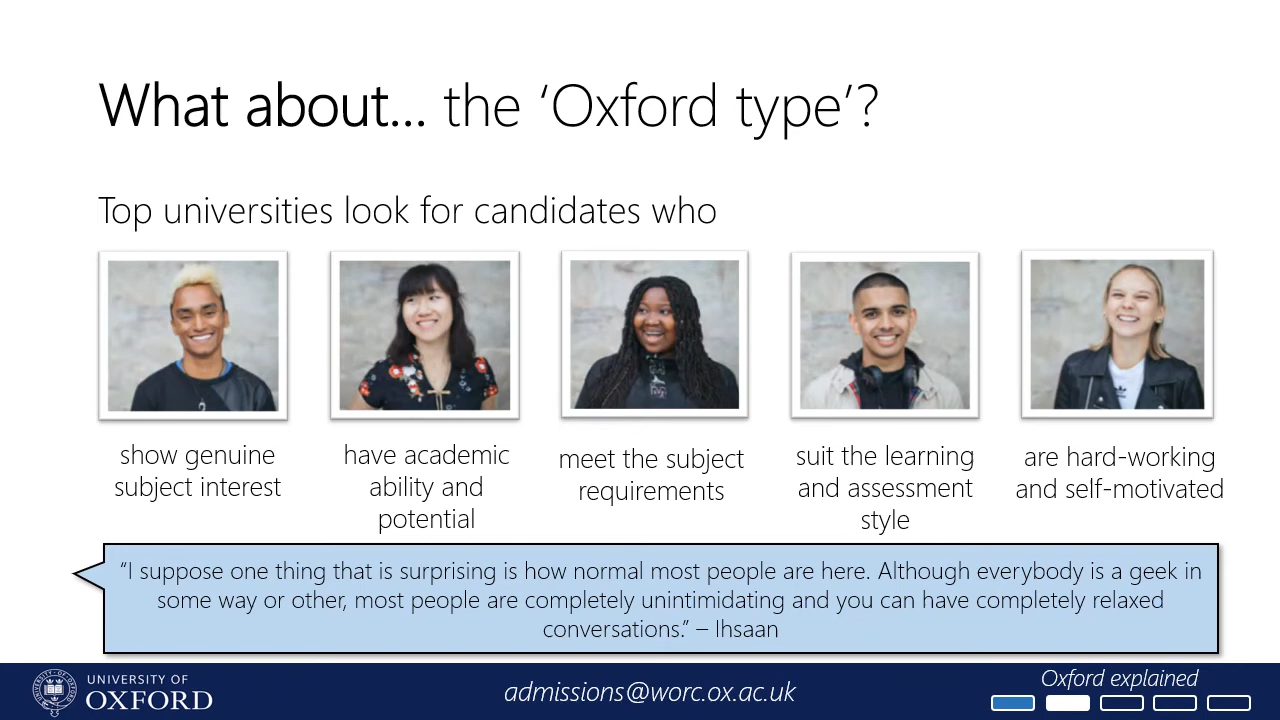 What about... the ‘Oxford type’?
Top universities look for candidates who
show genuine
subject interest
have academic
ability and
potential
meet the subject
requirements
suit the learning
and assessment
style
are hard-working
and self-motivated
“I suppose one thing that is surprising is how normal most people are here. Although everybody is a geek in
some way or other, most people are completely unintimidating and you can have completely relaxed
conversations.” – Ihsaan
UNIVERSITY OF
OXFORD
admissions@worc.ox.ac.uk
Oxford explained